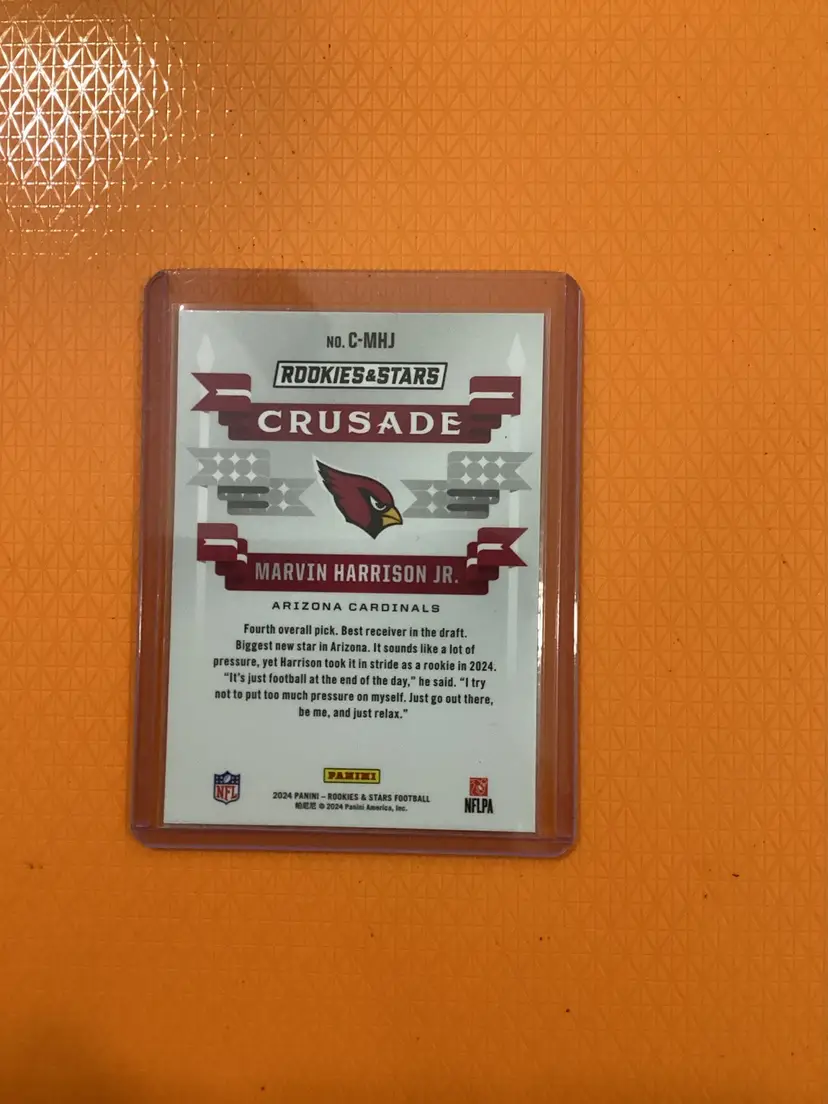 NO. C-MHJ
ROOKIES&STARS
CRUSADE
MARVIN HARRISON JR.
ARIZONA CARDINALS
Fourth overall pick. Best receiver in the draft.
Biggest new star in Arizona. It sounds like a lot of
pressure, yet Harrison took it in stride as a rookie in 2024.
"It's just football at the end of the day," he said. "I try
not to put too much pressure on myself. Just go out there,
be me, and just relax."
NFL
PANINI
2024 PANINI – ROOKIES & STARS FOOTBALL
帕尼尼 © 2024 Panini America, Inc.
NFLPA